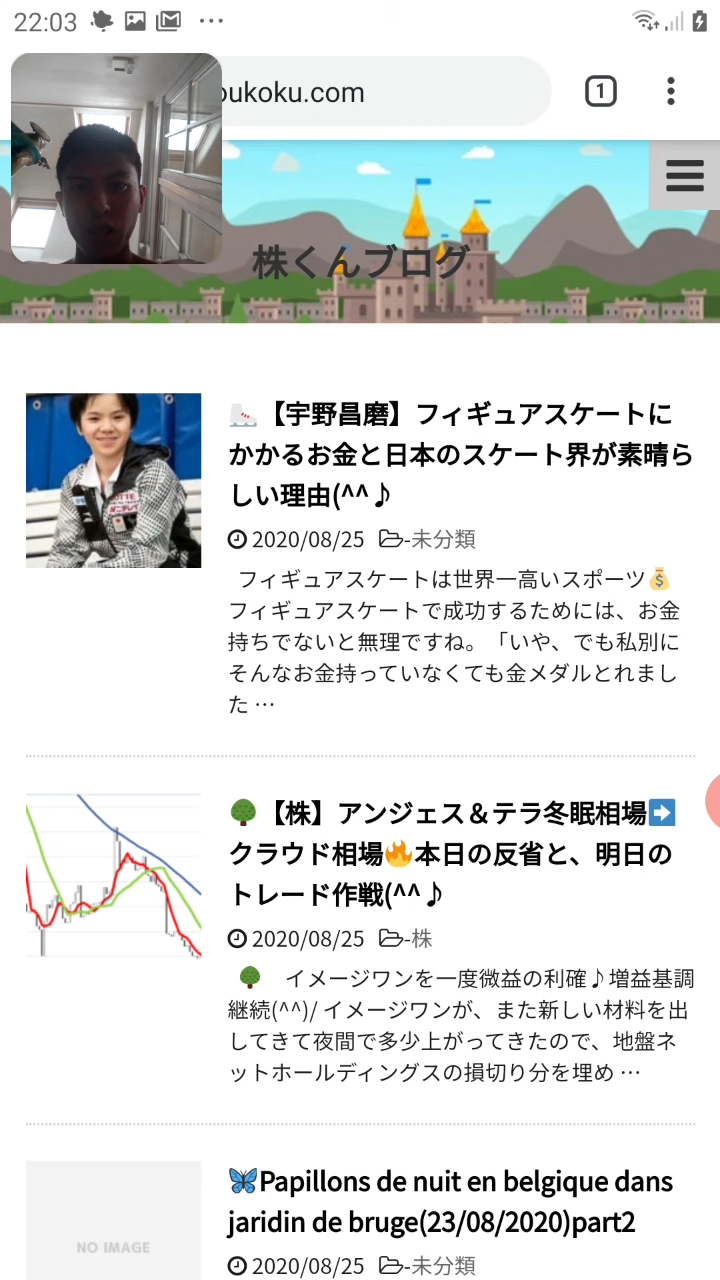 22:03
oukoku.com
1
株くんブログ
⛸【宇野昌磨】フィギュアスケートに
かかるお金と日本のスケート界が素晴ら
しい理由(^^♪
2020/08/25 -未分類
フィギュアスケートは世界一高いスポーツ💰
フィギュアスケートで成功するためには、お金
持ちでないと無理ですね。「いや、でも私別に
そんなお金持っていなくても金メダルとれまし
た …
🌳【株】アンジェス＆テラ冬眠相場➡
クラウド相場🔥本日の反省と、明日の
トレード作戦(^^♪
2020/08/25 -株
🌳 イメージワンを一度微益の利確♪増益基調
継続(^^)/ イメージワンが、また新しい材料を出
してきて夜間で多少上がってきたので、地盤ネ
ットホールディングスの損切り分を埋め …
NO IMAGE
🦋Papillons de nuit en belgique dans
jaridin de bruge(23/08/2020)part2
2020/08/25 -未分類